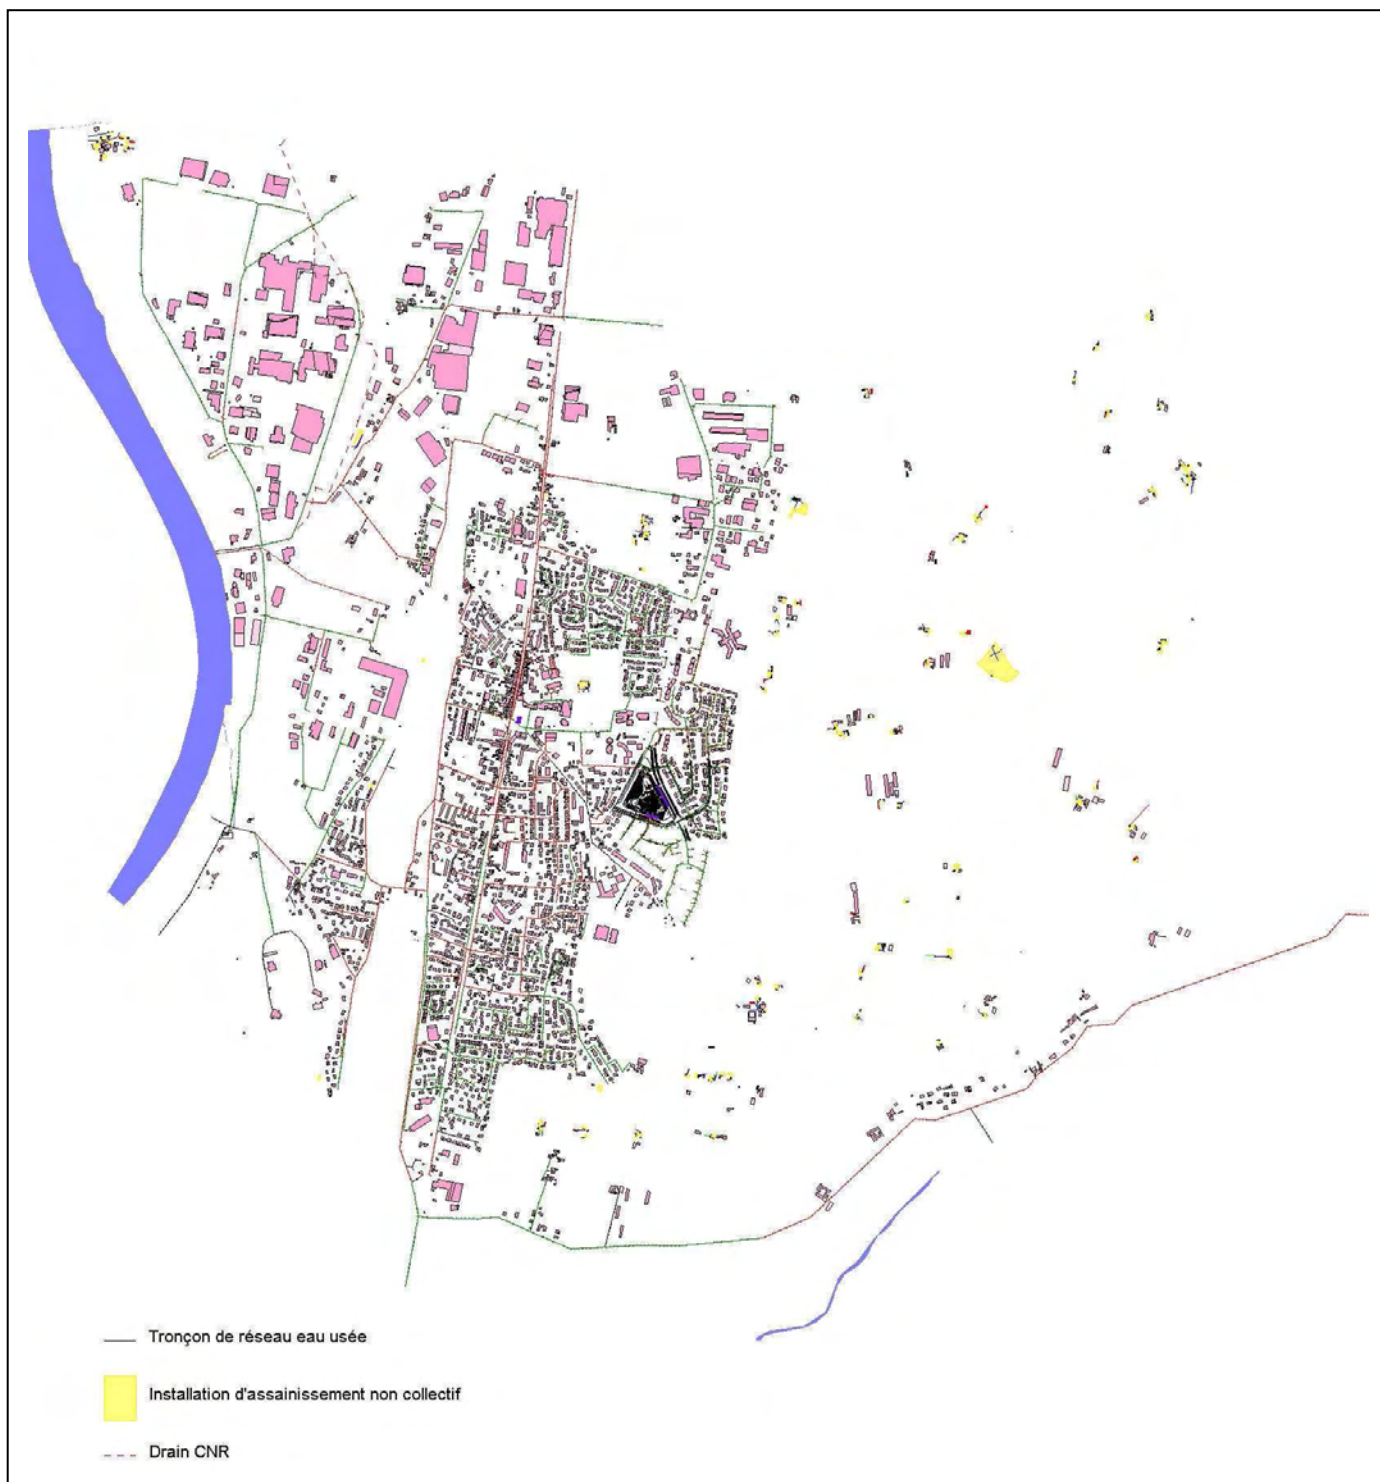 Tronçon de réseau eau usée
Installation d'assainissement non collectif
Drain CNR